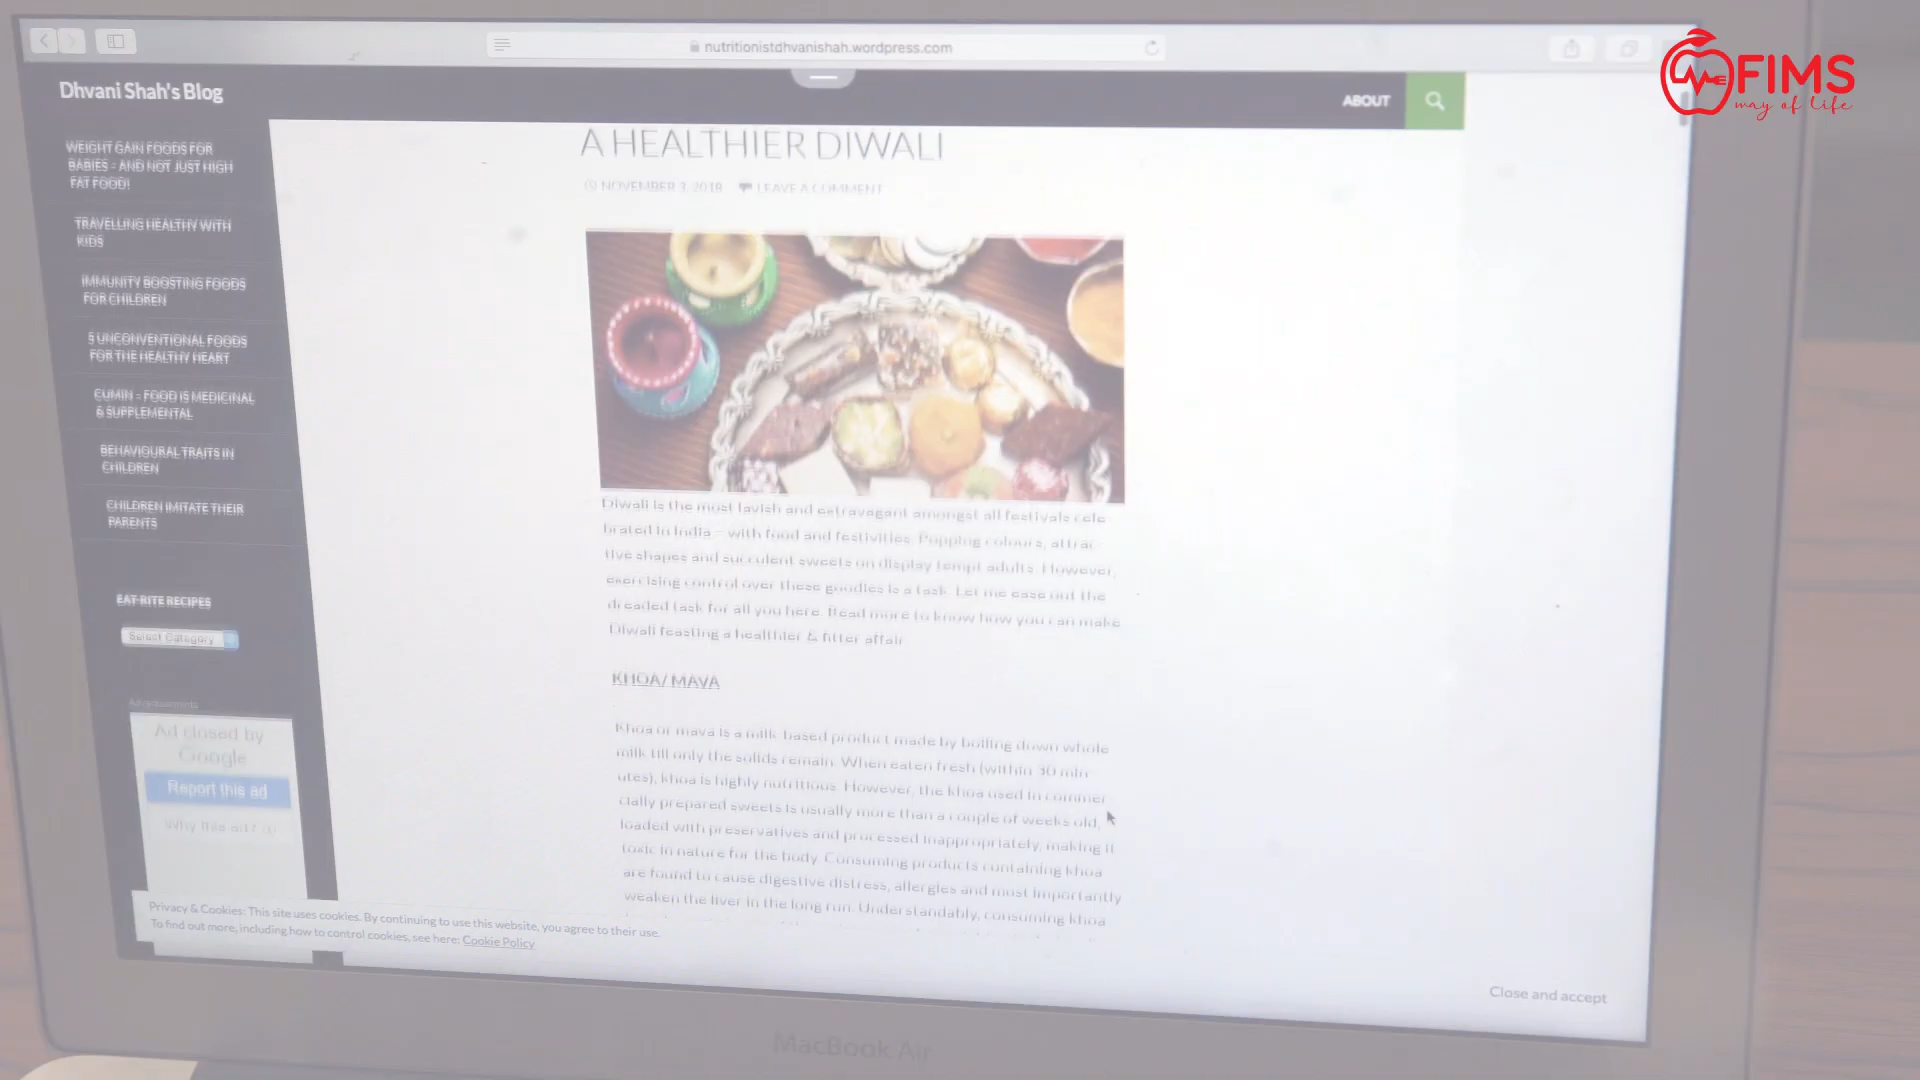 nutritionistdhvanishah.wordpress.com
FIMS
way of life
Dhvani Shah's Blog
ABOUT
WEIGHT GAIN FOODS FOR
BABIES – AND NOT JUST HIGH
FAT FOOD!
TRAVELLING HEALTHY WITH
KIDS
IMMUNITY BOOSTING FOODS
FOR CHILDREN
5 UNCONVENTIONAL FOODS
FOR THE HEALTHY HEART
CUMIN – FOOD IS MEDICINAL
& SUPPLEMENTAL
BEHAVIOURAL TRAITS IN
CHILDREN
CHILDREN IMITATE THEIR
PARENTS
EAT-RITE RECIPES
Select Category
Advertisements
Ad closed by
Google
Report this ad
Why this ad?
A HEALTHIER DIWALI
NOVEMBER 3, 2018 LEAVE A COMMENT
Diwali is the most lavish and extravagant amongst all festivals cele-
brated in India – with food and festivities. Popping colours, attrac-
tive shapes and succulent sweets on display tempt adults. However,
exercising control over these goodies is a task. Let me ease out the
dreaded task for all you here. Read more to know how you can make
Diwali feasting a healthier & fitter affair
KHOA/ MAVA
Khoa or mava is a milk based product made by boiling down whole
milk till only the solids remain. When eaten fresh (within 30 min-
utes), khoa is highly nutritious. However, the khoa used in commer-
cially prepared sweets is usually more than a couple of weeks old,
loaded with preservatives and processed inappropriately, making it
toxic in nature for the body. Consuming products containing khoa
are found to cause digestive distress, allergies and most importantly
weaken the liver in the long run. Understandably, consuming khoa
Privacy & Cookies: This site uses cookies. By continuing to use this website, you agree to their use.
To find out more, including how to control cookies, see here: Cookie Policy
Close and accept
MacBook Air